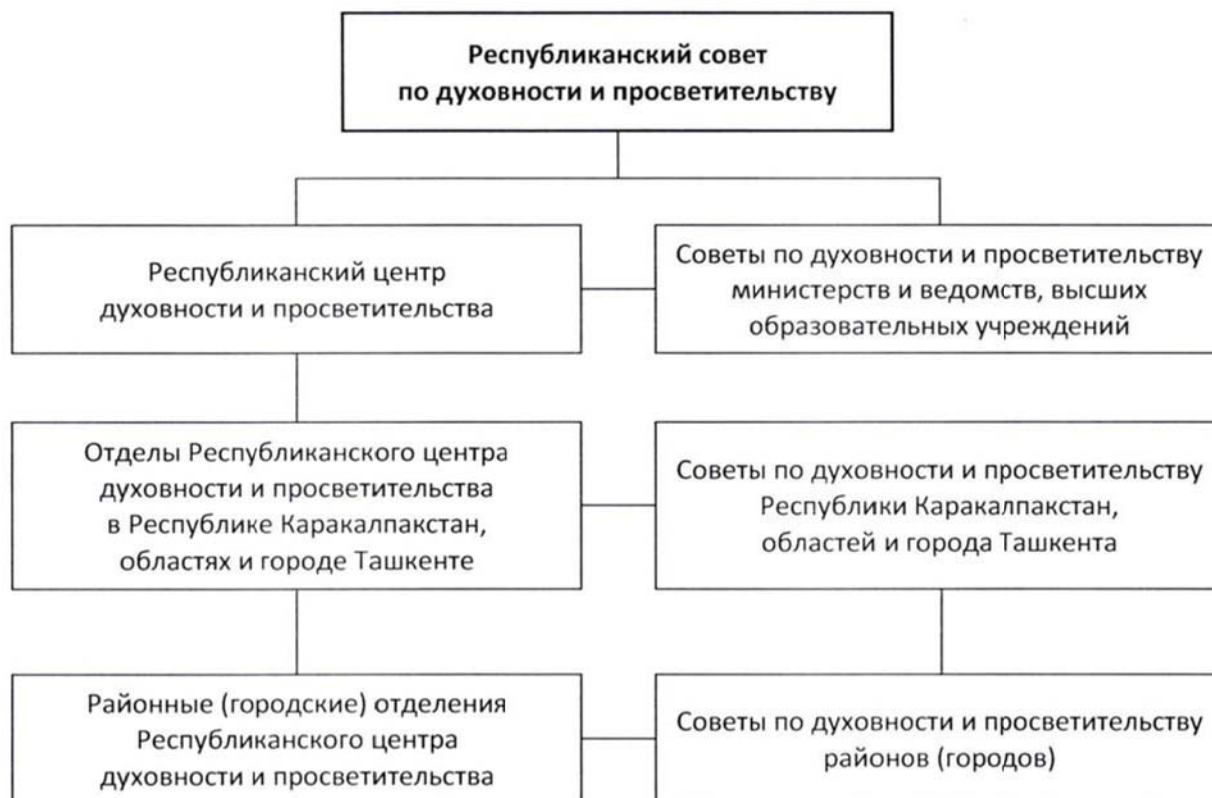 Республиканский совет
по духовности и просветительству
Республиканский центр
духовности и просветительства
Советы по духовности и просветительству
министерств и ведомств, высших
образовательных учреждений
Отделы Республиканского центра
духовности и просветительства
в Республике Каракалпакстан,
областях и городе Ташкенте
Советы по духовности и просветительству
Республики Каракалпакстан,
областей и города Ташкента
Районные (городские) отделения
Республиканского центра
духовности и просветительства
Советы по духовности и просветительству
районов (городов)